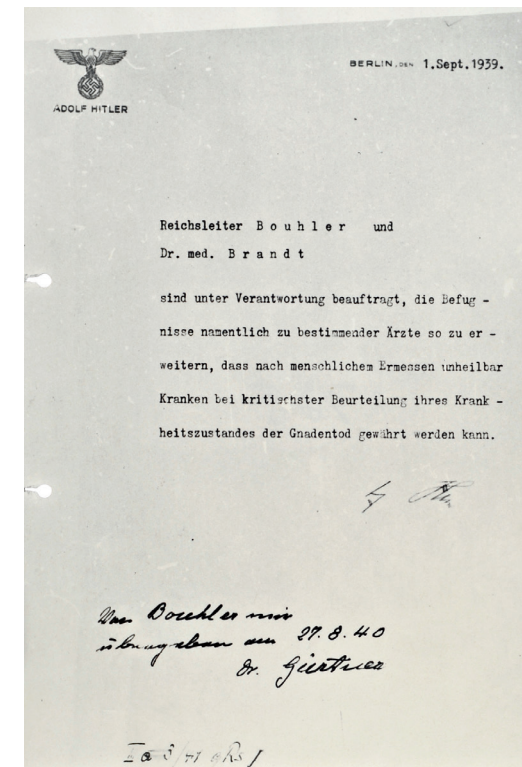 BERLIN, DEN 1.Sept.1939.
ADOLF HITLER
Reichsleiter B o u h l e r und
Dr. med. B r a n d t
sind unter Verantwortung beauftragt, die Befug -
nisse namentlich zu bestimmender Ärzte so zu er -
weitern, dass nach menschlichem Ermessen unheilbar
Kranken bei kritischster Beurteilung ihres Krank -
heitszustandes der Gnadentod gewährt werden kann.
Von Bouhler mir
übergeben am 27.8.40
Dr. Gürtner